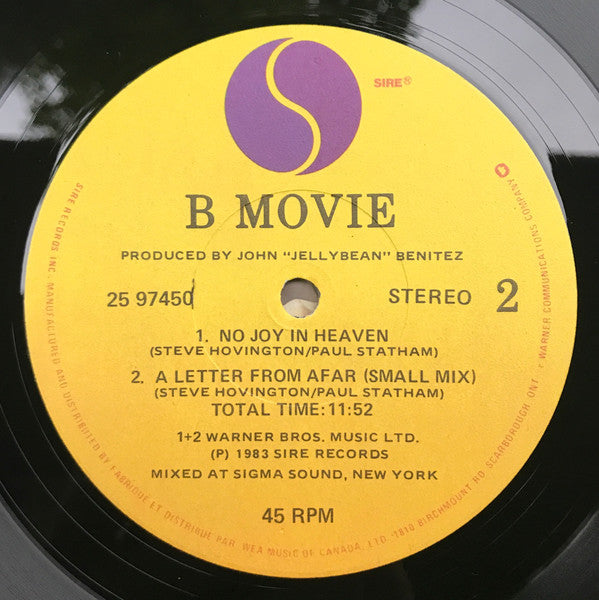 SIRE®
B MOVIE
PRODUCED BY JOHN "JELLYBEAN" BENITEZ
25 97450
STEREO 2
1. NO JOY IN HEAVEN
(STEVE HOVINGTON/PAUL STATHAM)
2. A LETTER FROM AFAR (SMALL MIX)
(STEVE HOVINGTON/PAUL STATHAM)
TOTAL TIME:11:52
1+2 WARNER BROS. MUSIC LTD.
(P) 1983 SIRE RECORDS
MIXED AT SIGMA SOUND, NEW YORK
45 RPM
SIRE RECORDS INC. MANUFACTURED AND DISTRIBUTED BY / FABRIQUE ET DISTRIBUE PAR WEA MUSIC OF CANADA, LTD. 1810 BIRCHMOUNT RD. SCARBOROUGH, ONT. WARNER COMMUNICATIONS COMPANY